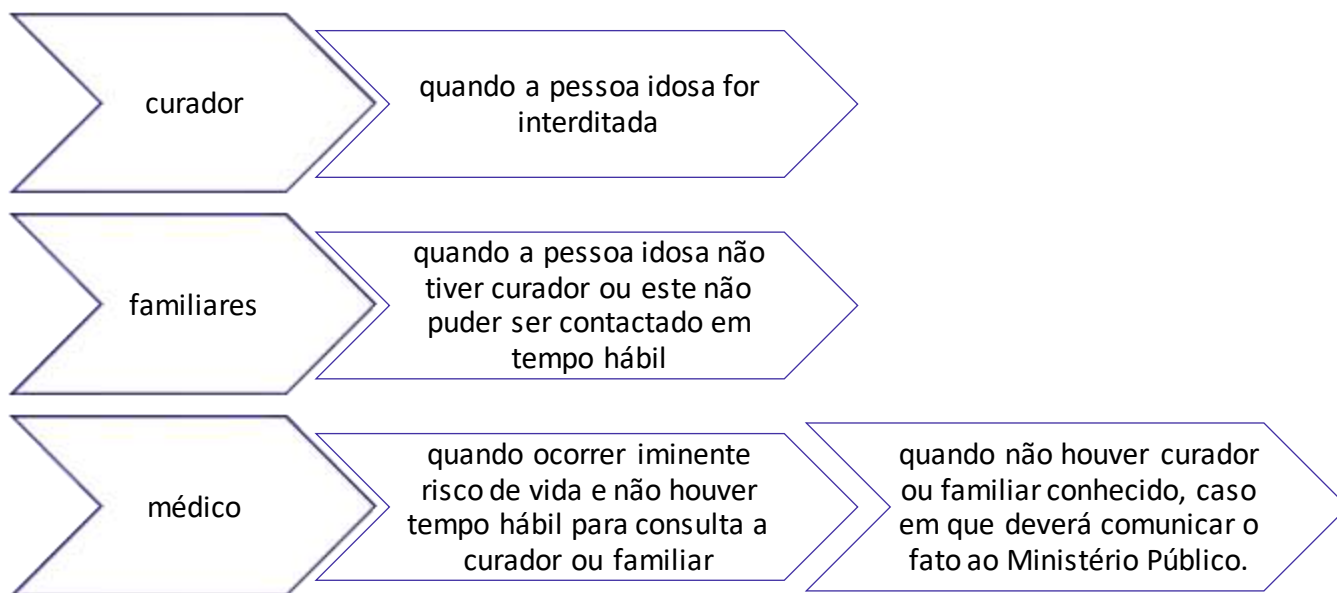 curador
quando a pessoa idosa for
interditada
familiares
quando a pessoa idosa não
tiver curador ou este não
puder ser contactado em
tempo hábil
médico
quando ocorrer iminente
risco de vida e não houver
tempo hábil para consulta a
curador ou familiar
quando não houver curador
ou familiar conhecido, caso
em que deverá comunicar o
fato ao Ministério Público.